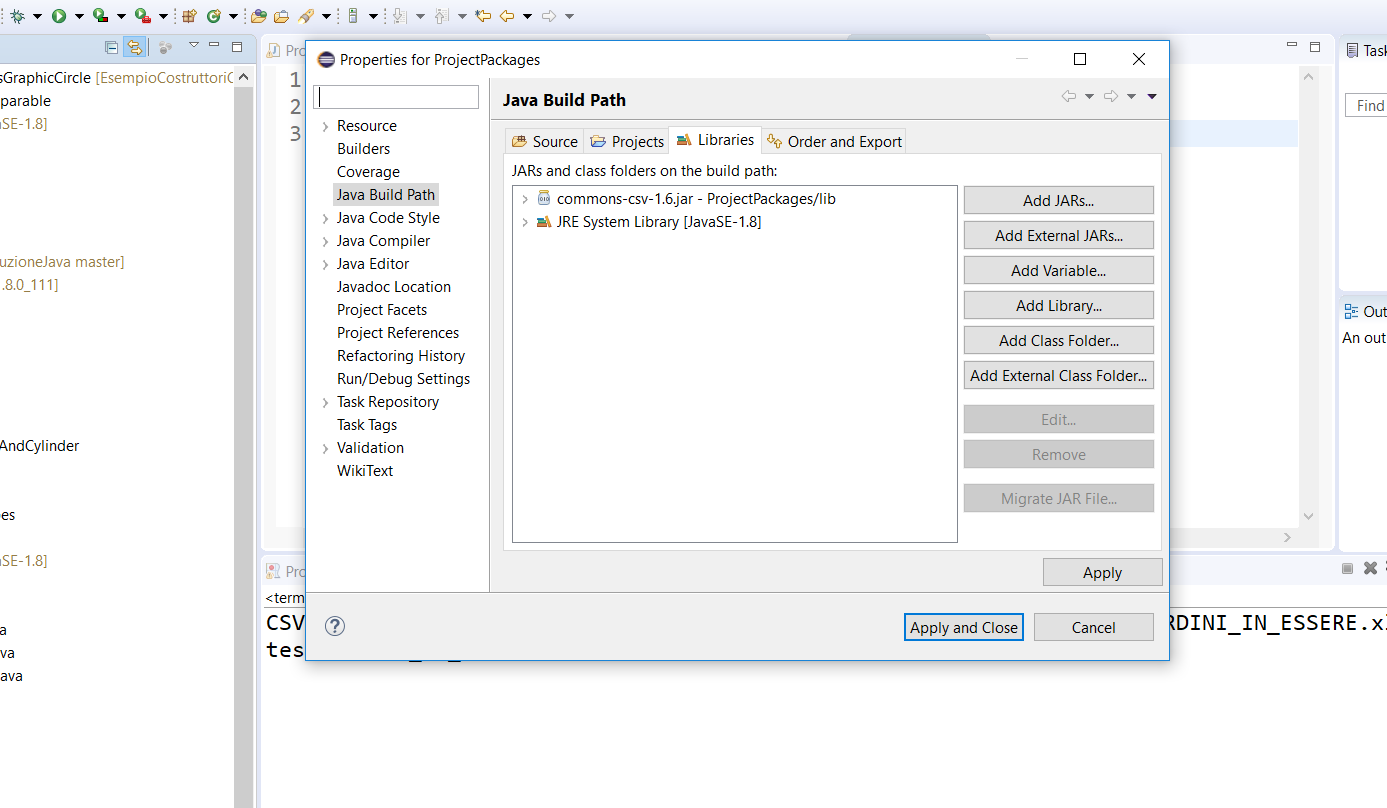 sGraphicCircle [EsempioCostruttoriC
parable
SE-1.8]
uzioneJava master]
.8.0_111]
AndCylinder
es
SE-1.8]
a
va
ava
Pro
1
2
3
Properties for ProjectPackages
Resource
Builders
Coverage
Java Build Path
Java Code Style
Java Compiler
Java Editor
Javadoc Location
Project Facets
Project References
Refactoring History
Run/Debug Settings
Task Repository
Task Tags
Validation
WikiText
Java Build Path
Source Projects Libraries Order and Export
JARs and class folders on the build path:
commons-csv-1.6.jar - ProjectPackages/lib
JRE System Library [JavaSE-1.8]
Add JARs...
Add External JARs...
Add Variable...
Add Library...
Add Class Folder...
Add External Class Folder...
Edit...
Remove
Migrate JAR File...
Apply
Apply and Close
Cancel
Task
Find
Out
An out
Pro
<term
CSV
RDINI_IN_ESSERE.x
tes